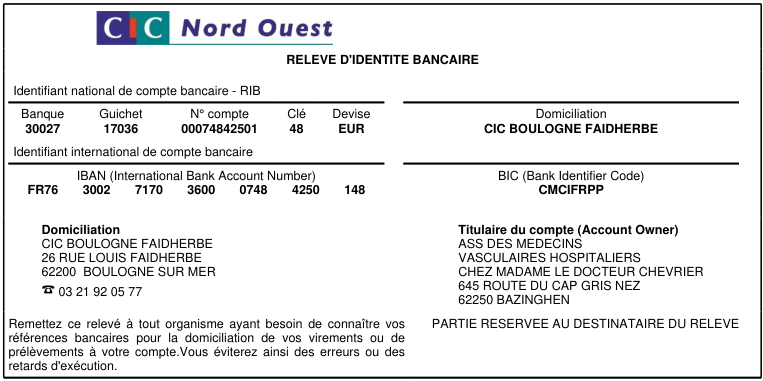 CIC Nord Ouest
RELEVE D'IDENTITE BANCAIRE
Identifiant national de compte bancaire - RIB
Banque Guichet N° compte Clé Devise
30027 17036 00074842501 48 EUR
Domiciliation
CIC BOULOGNE FAIDHERBE
Identifiant international de compte bancaire
IBAN (International Bank Account Number)
FR76 3002 7170 3600 0748 4250 148
BIC (Bank Identifier Code)
CMCIFRPP
Domiciliation
CIC BOULOGNE FAIDHERBE
26 RUE LOUIS FAIDHERBE
62200 BOULOGNE SUR MER
☎ 03 21 92 05 77
Titulaire du compte (Account Owner)
ASS DES MEDECINS
VASCULAIRES HOSPITALIERS
CHEZ MADAME LE DOCTEUR CHEVRIER
645 ROUTE DU CAP GRIS NEZ
62250 BAZINGHEN
Remettez ce relevé à tout organisme ayant besoin de connaître vos
références bancaires pour la domiciliation de vos virements ou de
prélèvements à votre compte.Vous éviterez ainsi des erreurs ou des
retards d'exécution.
PARTIE RESERVEE AU DESTINATAIRE DU RELEVE